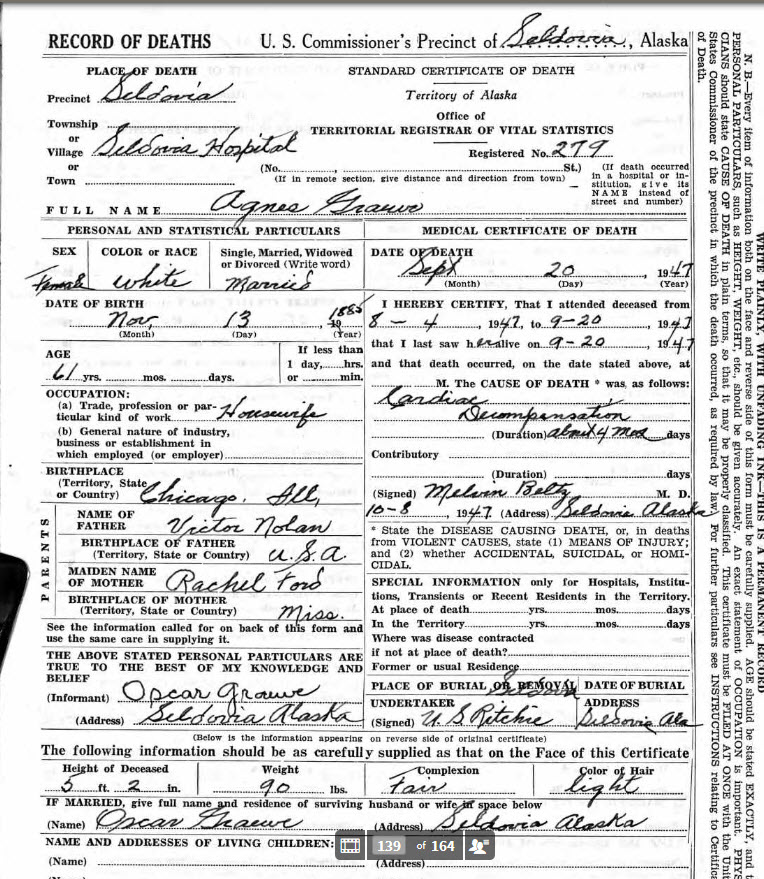 RECORD OF DEATHS U. S. Commissioner's Precinct of Seldovia, Alaska
PLACE OF DEATH
Precinct Seldovia
Township
or
Village Seldovia Hospital
or
Town
STANDARD CERTIFICATE OF DEATH
Territory of Alaska
Office of
TERRITORIAL REGISTRAR OF VITAL STATISTICS
Registered No. 279
(No. , St.)
(If in remote section, give distance and direction from town)
(If death occurred
in a hospital or in-
stitution, give its
NAME instead of
street and number)
FULL NAME Agnes Graewe
PERSONAL AND STATISTICAL PARTICULARS
SEX
Female
COLOR or RACE
White
Single, Married, Widowed
or Divorced (Write word)
Married
DATE OF BIRTH
Nov, 13, 19 1885
(Month) (Day) (Year)
AGE
61 yrs. mos. days.
If less than
1 day, hrs.
or min.
OCCUPATION:
(a) Trade, profession or par-
ticular kind of work Housewife
(b) General nature of industry,
business or establishment in
which employed (or employer)
BIRTHPLACE
(Territory, State
or Country) Chicago. Ill,
PARENTS
NAME OF
FATHER Victor Nolan
BIRTHPLACE OF FATHER
(Territory, State or Country) U.S.A.
MAIDEN NAME
OF MOTHER Rachel Ford
BIRTHPLACE OF MOTHER
(Territory, State or Country) Miss.
See the information called for on back of this form and
use the same care in supplying it.
THE ABOVE STATED PERSONAL PARTICULARS ARE
TRUE TO THE BEST OF MY KNOWLEDGE AND
BELIEF
(Informant) Oscar Graewe
(Address) Seldovia Alaska
MEDICAL CERTIFICATE OF DEATH
DATE OF DEATH
Sept 20, 1947
(Month) (Day) (Year)
I HEREBY CERTIFY, That I attended deceased from
8 - 4, 1947, to 9-20, 1947
that I last saw her alive on 9-20, 1947
and that death occurred, on the date stated above, at
M. The CAUSE OF DEATH * was, as follows:
Cardiac
Decompensation
(Duration) 4 mos days
Contributory
(Duration) days
(Signed) Melvin Beltz M. D.
10-8 1947 (Address) Seldovia Alaska
* State the DISEASE CAUSING DEATH, or, in deaths
from VIOLENT CAUSES, state (1) MEANS OF INJURY;
and (2) whether ACCIDENTAL, SUICIDAL, or HOMI-
CIDAL.
SPECIAL INFORMATION only for Hospitals, Institu-
tions, Transients or Recent Residents in the Territory.
At place of death yrs. mos. days
In the Territory yrs. mos. days
Where was disease contracted
if not at place of death?
Former or usual Residence
PLACE OF BURIAL OR REMOVAL
Seldovia
DATE OF BURIAL
UNDERTAKER
(Signed) U S Ritchie
ADDRESS
Seldovia Ala
(Below is the information appearing on reverse side of original certificate)
The following information should be as carefully supplied as that on the Face of this Certificate
Height of Deceased
5 ft. 2 in.
Weight
90 lbs.
Complexion
Fair
Color of Hair
light
IF MARRIED, give full name and residence of surviving husband or wife in space below
(Name) Oscar Graewe (Address) Seldovia Alaska
NAMES AND ADDRESSES OF LIVING CHILDREN:
(Name) (Address)
139 of 164
WRITE PLAINLY, WITH UNFADING INK—THIS IS A PERMANENT RECORD
N. B.—Every item of information both on the face and reverse side of this form must be carefully supplied. AGE should be stated EXACTLY, and
PERSONAL PARTICULARS, such as HEIGHT, WEIGHT, etc., should be given accurately. An exact statement of OCCUPATION is important. PHYS
CIANS should state CAUSE OF DEATH in plain terms, so that it may be properly classified. This certificate must be FILED AT ONCE with the Unit
States Commissioner of the precinct in which the death occurred, as required by law. For further particulars see INSTRUCTIONS relating to Certifica
of Death.